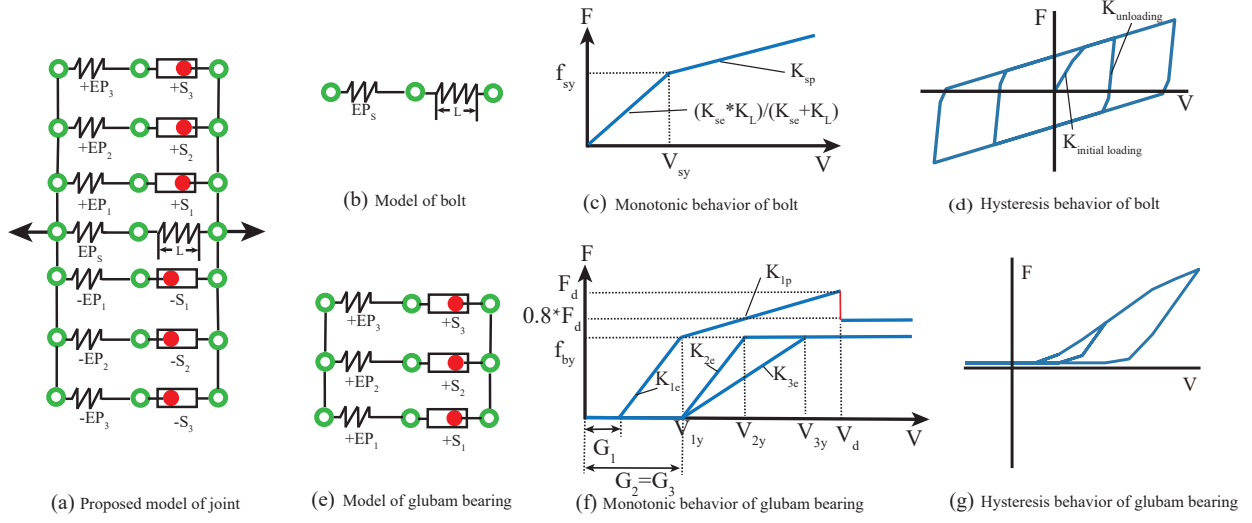 +EP3
+S3
+EP2
+S2
+EP1
+S1
EPS
L
-EP1
-S1
-EP2
-S2
-EP3
-S3
(a) Proposed model of joint
EPS
L
(b) Model of bolt
F
fsy
Ksp
(Kse*KL)/(Kse+KL)
Vsy
V
(c) Monotonic behavior of bolt
F
Kunloading
V
Kinitial loading
(d) Hysteresis behavior of bolt
+EP3
+S3
+EP2
+S2
+EP1
+S1
(e) Model of glubam bearing
F
Fd
K1p
0.8*Fd
fby
K2e
K1e
K3e
V1y
V2y
V3y
Vd
V
G1
G2=G3
(f) Monotonic behavior of glubam bearing
F
V
(g) Hysteresis behavior of glubam bearing